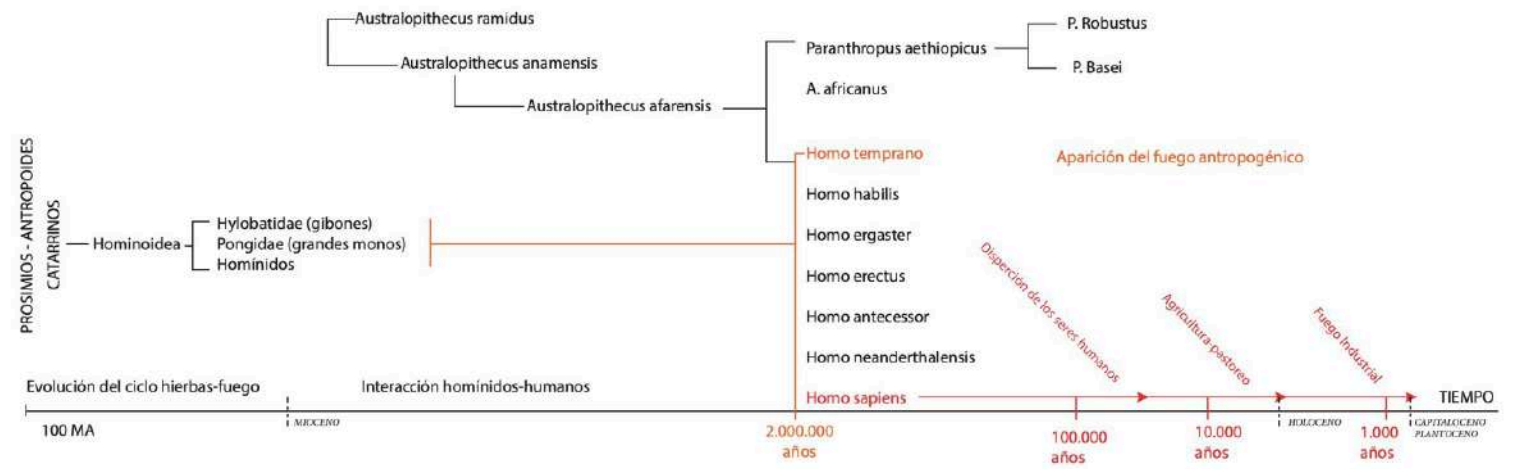 Australopithecus ramidus
Australopithecus anamensis
Australopithecus afarensis
Paranthropus aethiopicus
P. Robustus
P. Basei
A. africanus
Homo temprano
Aparición del fuego antropogénico
Homo habilis
Homo ergaster
Homo erectus
Homo antecessor
Homo neanderthalensis
Homo sapiens
PROSIMIOS - ANTROPOIDES
CATARRINOS
Hominoidea
Hylobatidae (gibones)
Pongidae (grandes monos)
Homínidos
Disperción de los seres humanos
Agricultura-pastoreo
Fuego Industrial
Evolución del ciclo hierbas-fuego
Interacción homínidos-humanos
TIEMPO
100 MA
MIOCENO
2.000.000
años
100.000
años
10.000
años
HOLOCENO
1.000
años
CAPITALOCENO
PLANTOCENO